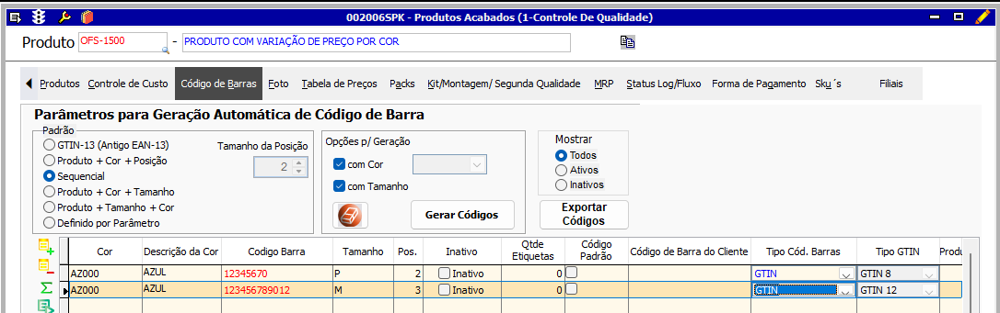 002006SPK - Produtos Acabados (1-Controle De Qualidade)
Produto OFS-1500 - PRODUTO COM VARIAÇÃO DE PREÇO POR COR
Produtos Controle de Custo Código de Barras Foto Tabela de Preços Packs Kit/Montagem/ Segunda Qualidade MRP Status Log/Fluxo Forma de Pagamento Sku´s Filiais
Parâmetros para Geração Automática de Código de Barra
Padrão
GTIN-13 (Antigo EAN-13)
Produto + Cor + Posição
Sequencial
Produto + Cor + Tamanho
Produto + Tamanho + Cor
Definido por Parâmetro
Tamanho da Posição
2
Opções p/ Geração
com Cor
com Tamanho
Gerar Códigos
Mostrar
Todos
Ativos
Inativos
Exportar
Códigos
Cor Descrição da Cor Codigo Barra Tamanho Pos. Inativo Qtde Etiquetas Código Padrão Código de Barra do Cliente Tipo Cód. Barras Tipo GTIN Produ
AZ000 AZUL 12345670 P 2 Inativo 0 GTIN GTIN 8
AZ000 AZUL 123456789012 M 3 Inativo 0 GTIN GTIN 12